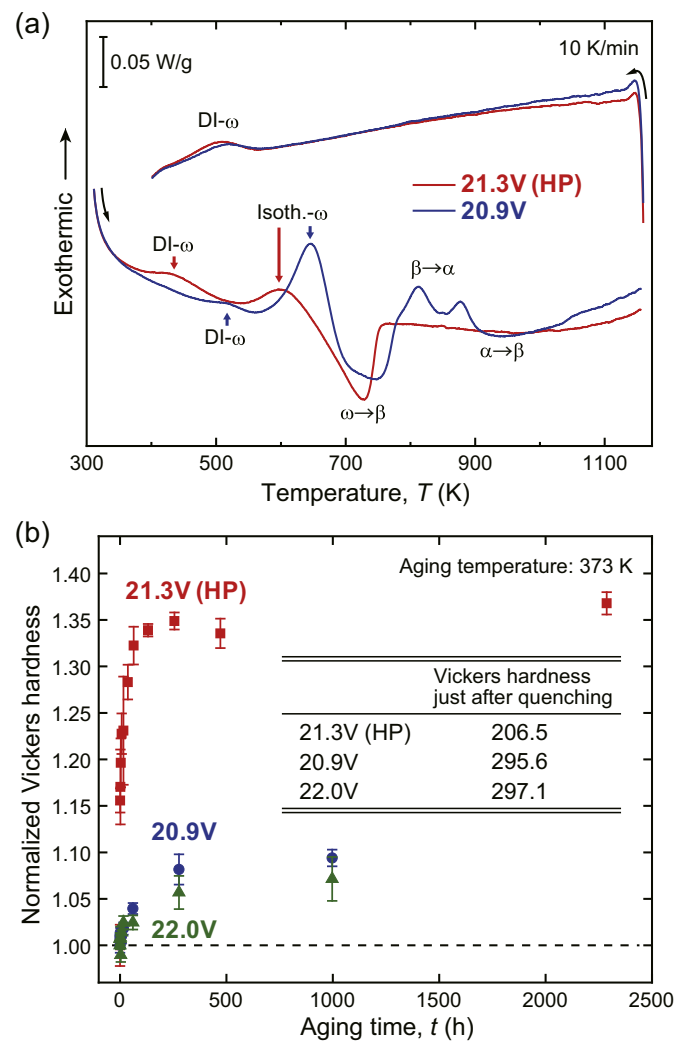 (a)
0.05 W/g
10 K/min
DI-ω
21.3V (HP)
20.9V
Isoth.-ω
DI-ω
β→α
DI-ω
α→β
ω→β
Exothermic
300 500 700 900 1100
Temperature, T (K)
(b)
Aging temperature: 373 K
21.3V (HP)
1.40
1.35
1.30
1.25
1.20
1.15
1.10
1.05
1.00
Normalized Vickers hardness
Vickers hardness
just after quenching
21.3V (HP) 206.5
20.9V 295.6
22.0V 297.1
20.9V
22.0V
0 500 1000 1500 2000 2500
Aging time, t (h)